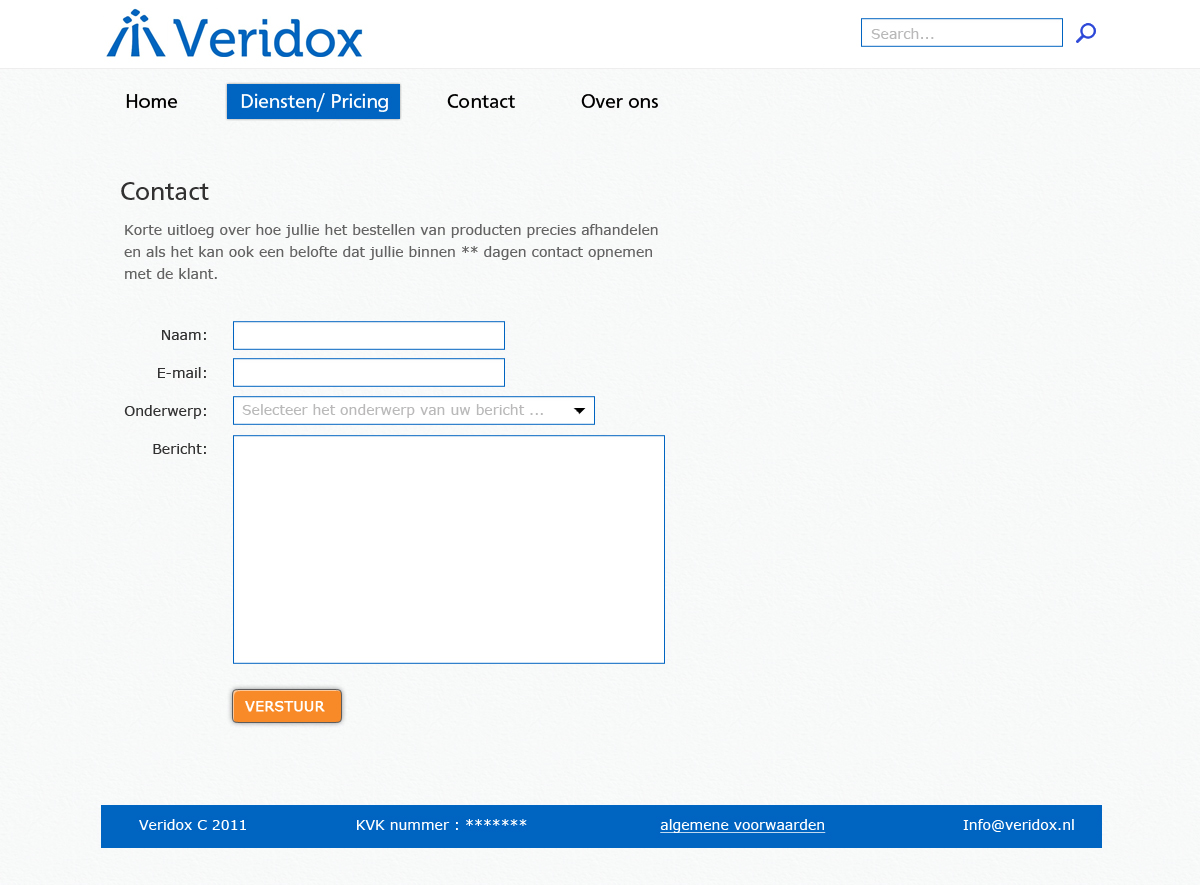 Veridox
Search...
Home
Diensten/ Pricing
Contact
Over ons
Contact
Korte uitloeg over hoe jullie het bestellen van producten precies afhandelen
en als het kan ook een belofte dat jullie binnen ** dagen contact opnemen
met de klant.
Naam:
E-mail:
Onderwerp:
Selecteer het onderwerp van uw bericht ...
Bericht:
VERSTUUR
Veridox C 2011
KVK nummer : *******
algemene voorwaarden
Info@veridox.nl